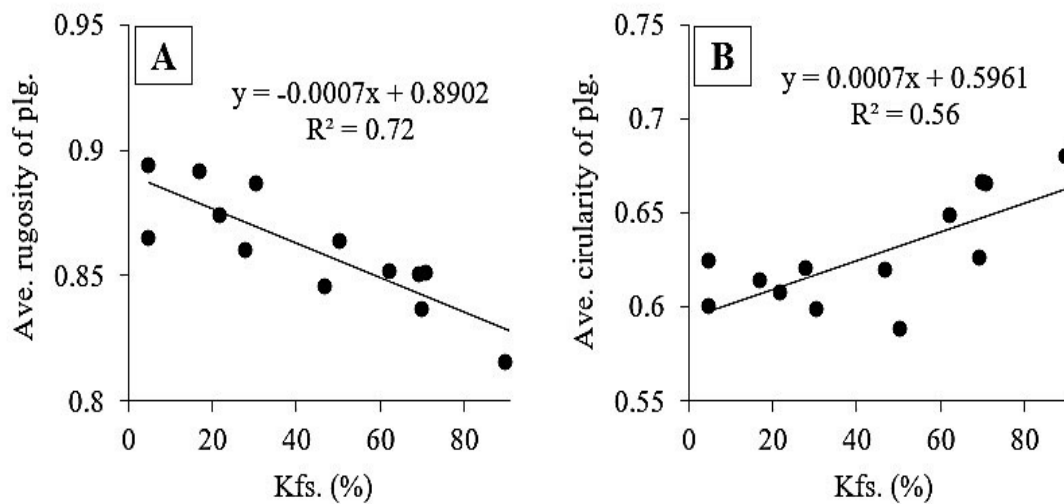 A
y = -0.0007x + 0.8902
R² = 0.72
Ave. rugosity of plg.
0.95
0.9
0.85
0.8
0 20 40 60 80
Kfs. (%)
B
y = 0.0007x + 0.5961
R² = 0.56
Ave. cirularity of plg.
0.75
0.7
0.65
0.6
0.55
0 20 40 60 80
Kfs. (%)